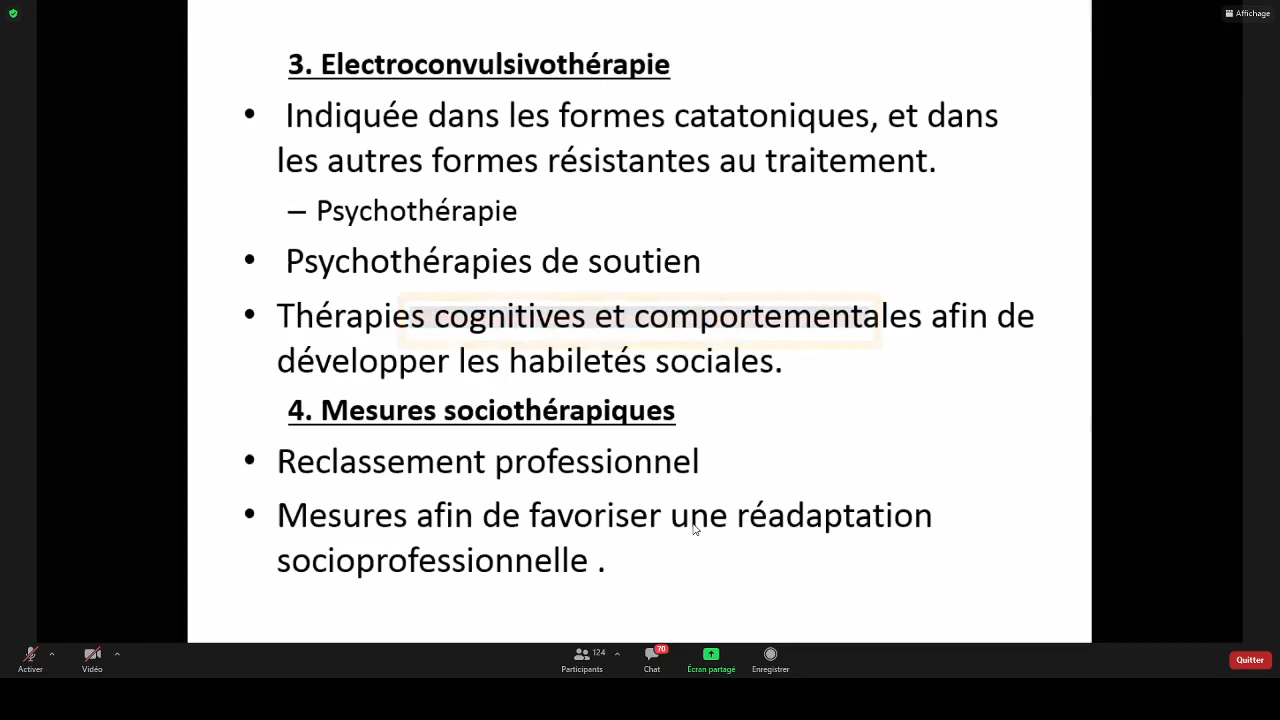 Affichage
3. Electroconvulsivothérapie
• Indiquée dans les formes catatoniques, et dans
les autres formes résistantes au traitement.
– Psychothérapie
• Psychothérapies de soutien
• Thérapies cognitives et comportementales afin de
développer les habiletés sociales.
4. Mesures sociothérapiques
• Reclassement professionnel
• Mesures afin de favoriser une réadaptation
socioprofessionnelle .
124
70
Activer
Vidéo
Participants
Chat
Écran partagé
Enregistrer
Quitter